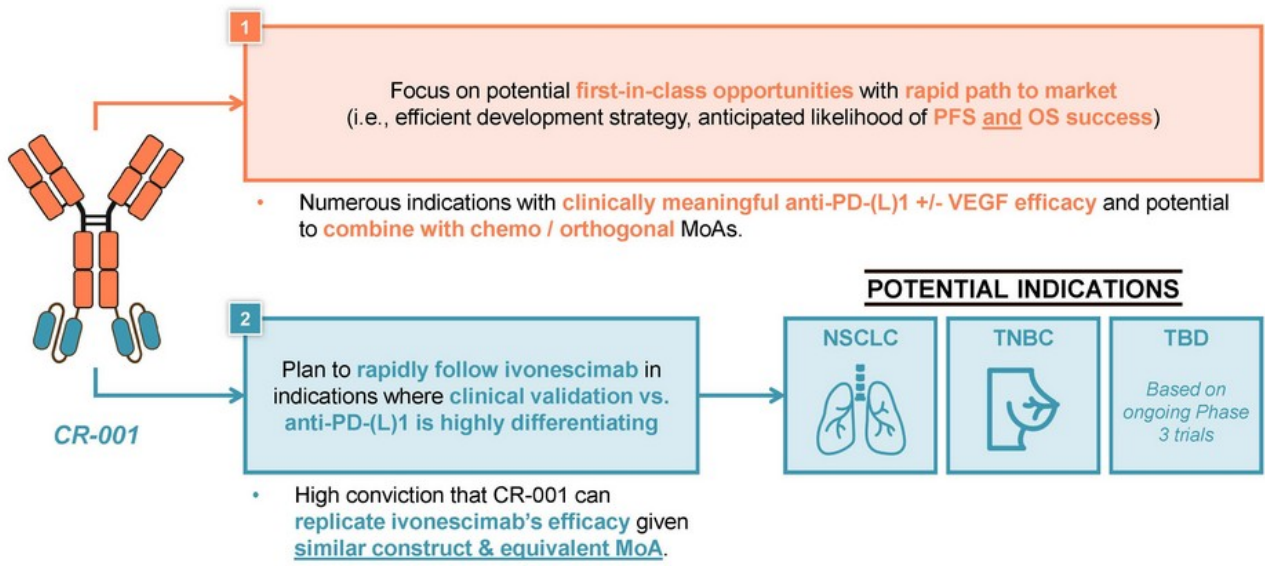 1
Focus on potential first-in-class opportunities with rapid path to market
(i.e., efficient development strategy, anticipated likelihood of PFS and OS success)
• Numerous indications with clinically meaningful anti-PD-(L)1 +/- VEGF efficacy and potential
to combine with chemo / orthogonal MoAs.
CR-001
2
Plan to rapidly follow ivonescimab in
indications where clinical validation vs.
anti-PD-(L)1 is highly differentiating
• High conviction that CR-001 can
replicate ivonescimab's efficacy given
similar construct & equivalent MoA.
POTENTIAL INDICATIONS
NSCLC
TNBC
TBD
Based on
ongoing Phase
3 trials